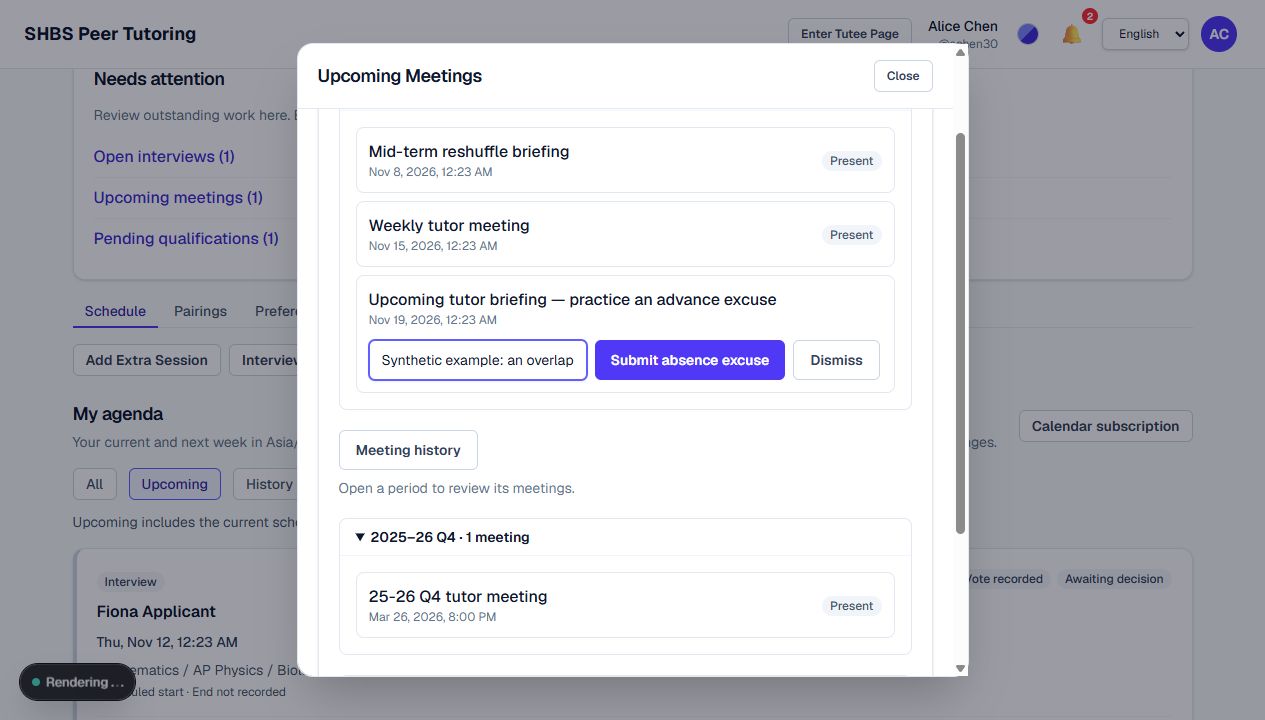 SHBS Peer Tutoring
Enter Tutee Page
Alice Chen
2
English
AC
Needs attention
Review outstanding work here.
Open interviews (1)
Upcoming meetings (1)
Pending qualifications (1)
Schedule
Pairings
Add Extra Session
My agenda
Your current and next week in Asia/
Calendar subscription
All
Upcoming
History
Upcoming includes the current
Interview
Vote recorded
Awaiting decision
Fiona Applicant
Thu, Nov 12, 12:23 AM
/ AP Physics /
start · End not recorded
Rendering...
Upcoming Meetings
Close
Mid-term reshuffle briefing
Nov 8, 2026, 12:23 AM
Present
Weekly tutor meeting
Nov 15, 2026, 12:23 AM
Present
Upcoming tutor briefing — practice an advance excuse
Nov 19, 2026, 12:23 AM
Synthetic example: an overlap
Submit absence excuse
Dismiss
Meeting history
Open a period to review its meetings.
▼ 2025–26 Q4 · 1 meeting
25-26 Q4 tutor meeting
Mar 26, 2026, 8:00 PM
Present